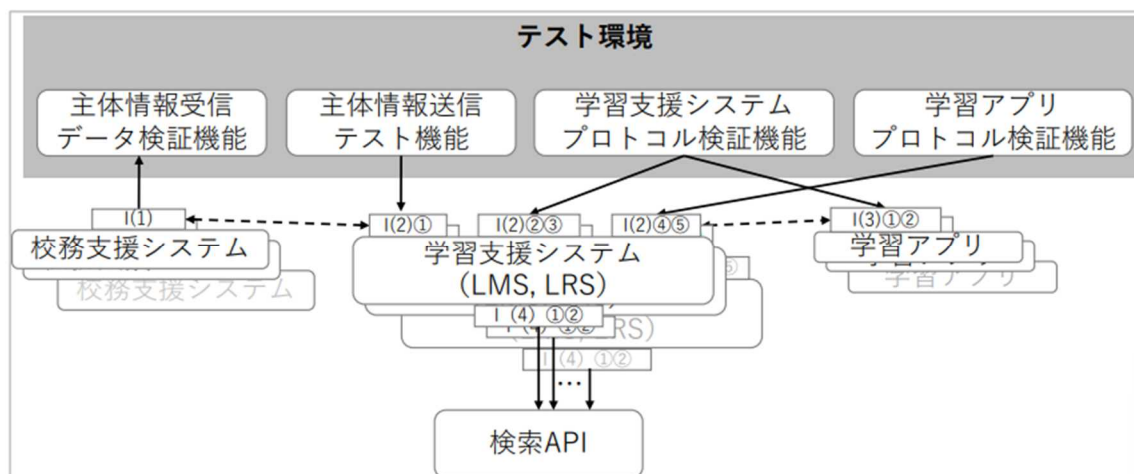 テスト環境
主体情報受信
データ検証機能
主体情報送信
テスト機能
学習支援システム
プロトコル検証機能
学習アプリ
プロトコル検証機能
I(1)
I(2)①
I(2)②③
I(2)④⑤
I(3)①②
校務支援システム
校務支援システム
学習支援システム
(LMS, LRS)
⑤
RS)
学習アプリ
学習アプリ
I (4) ①②
I (4) ①②
I (4) ①②
…
検索API